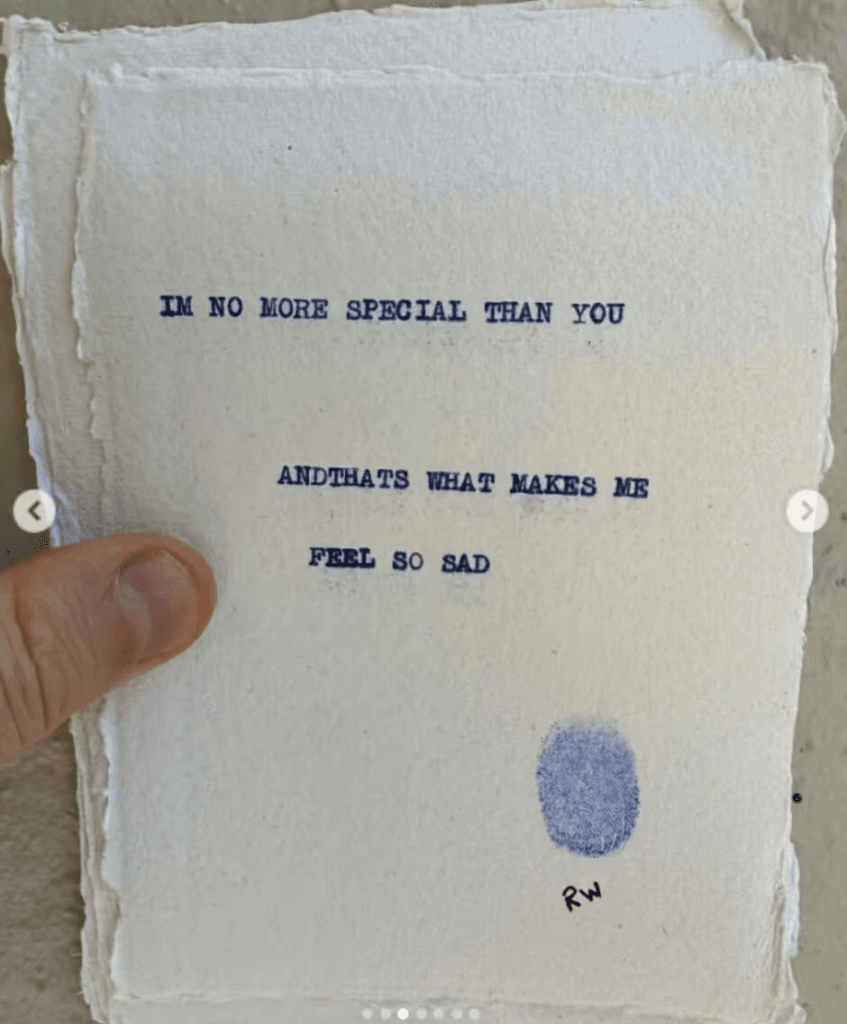 IM NO MORE SPECIAL THAN YOU
ANDTHATS WHAT MAKES ME
FEEL SO SAD
RW